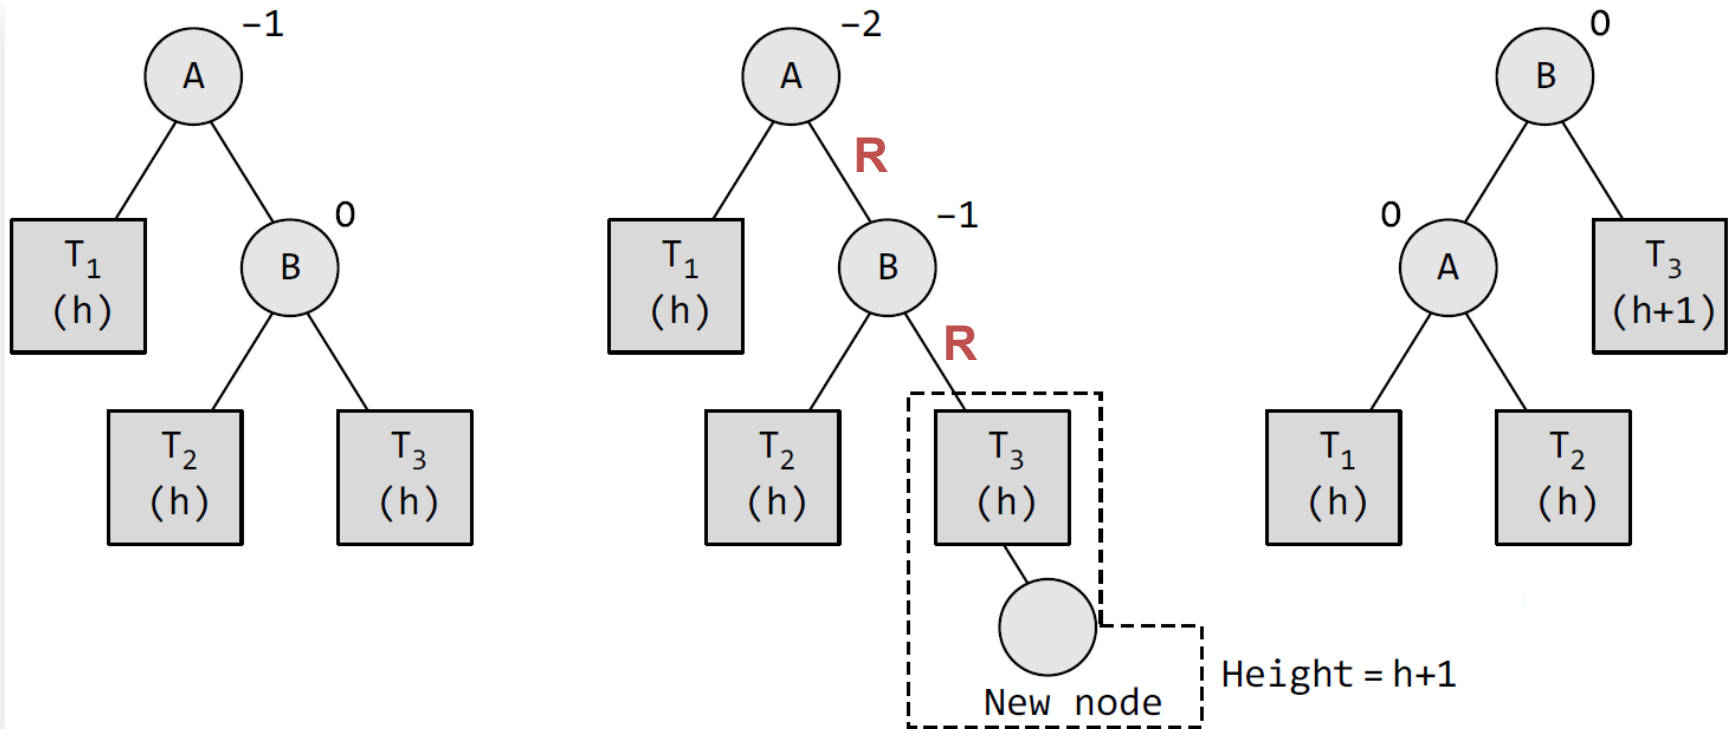 -1
A
0
T1
(h)
B
T2
(h)
T3
(h)
-2
A
R
-1
T1
(h)
B
R
T2
(h)
T3
(h)
New node
Height = h+1
0
B
0
A
T3
(h+1)
T1
(h)
T2
(h)